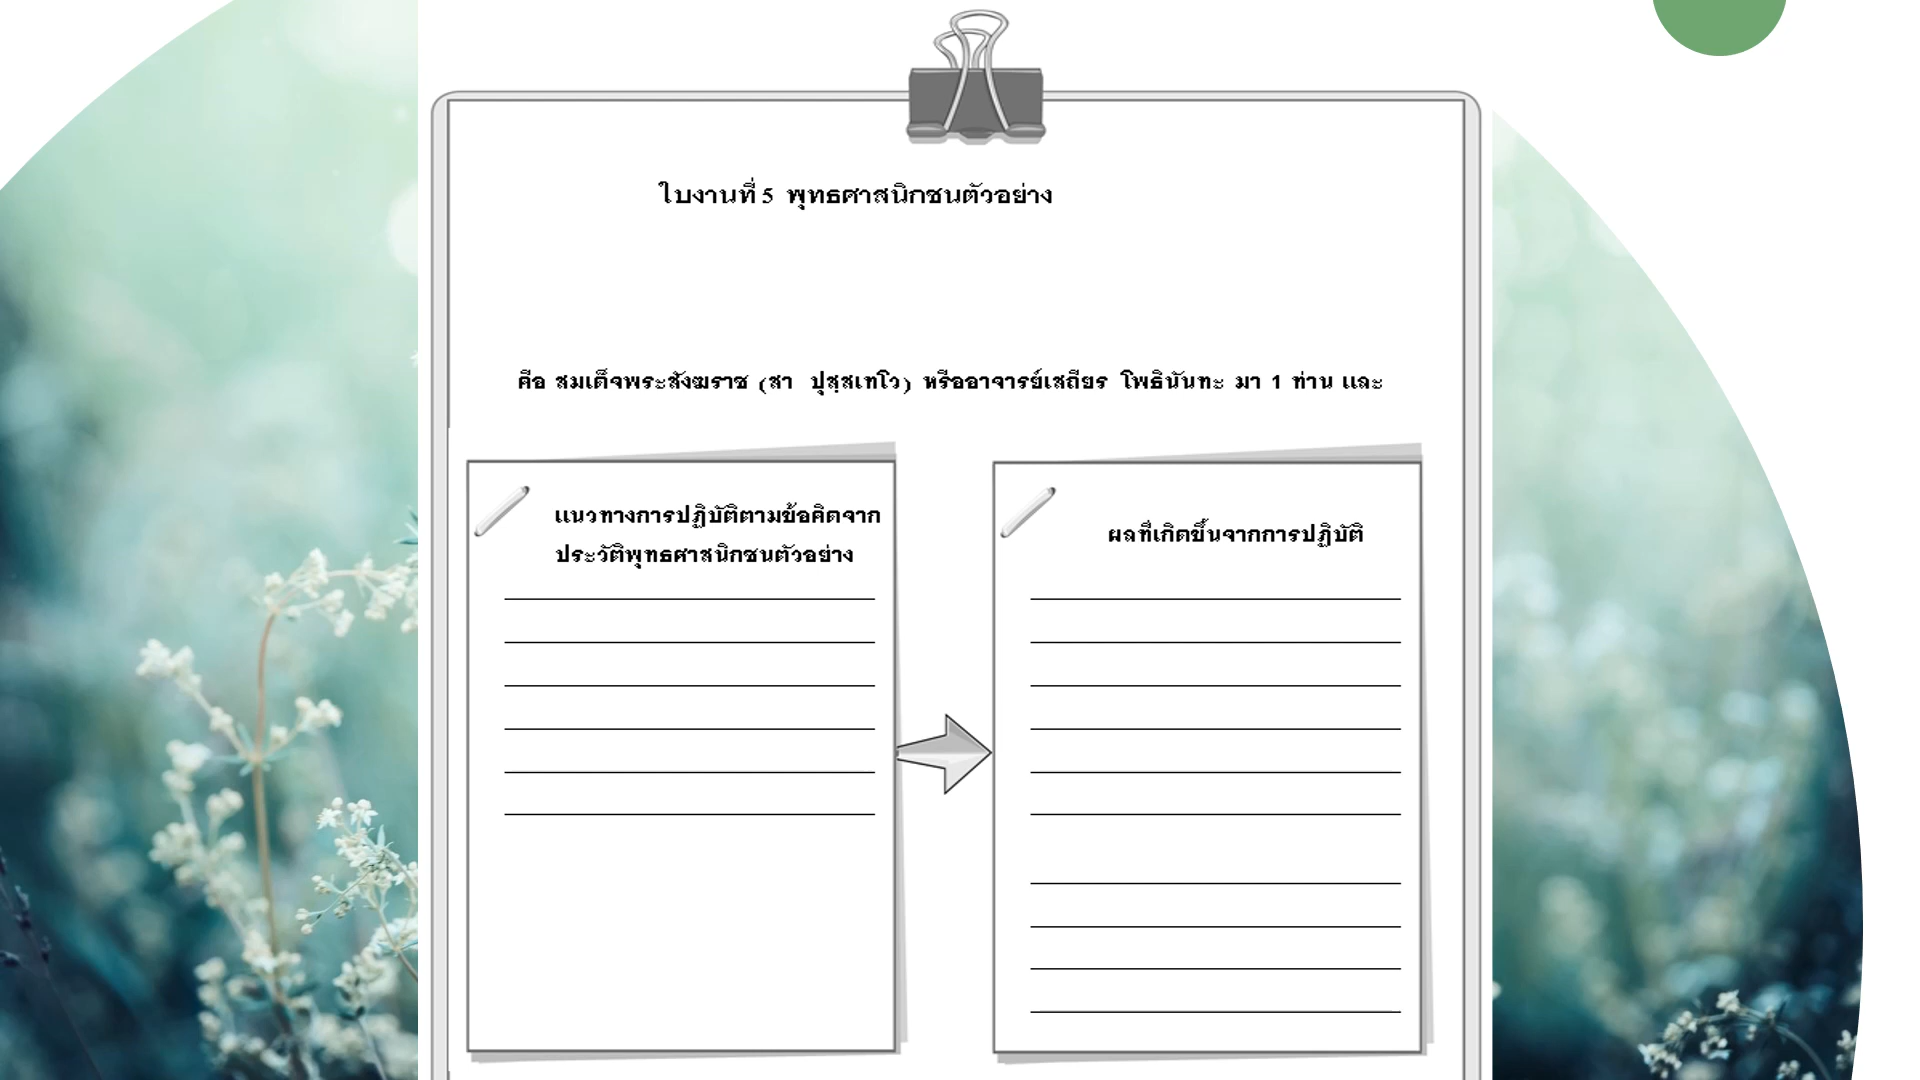 ใบงานที่ 5 พุทธศาสนิกชนตัวอย่าง
คือ สมเด็จพระสังฆราช (สา ปุสฺสเทโว) หรืออาจารย์เสถียร โพธินันทะ มา 1 ท่าน และ
แนวทางการปฏิบัติตามข้อคิดจาก
ประวัติพุทธศาสนิกชนตัวอย่าง
ผลที่เกิดขึ้นจากการปฏิบัติ